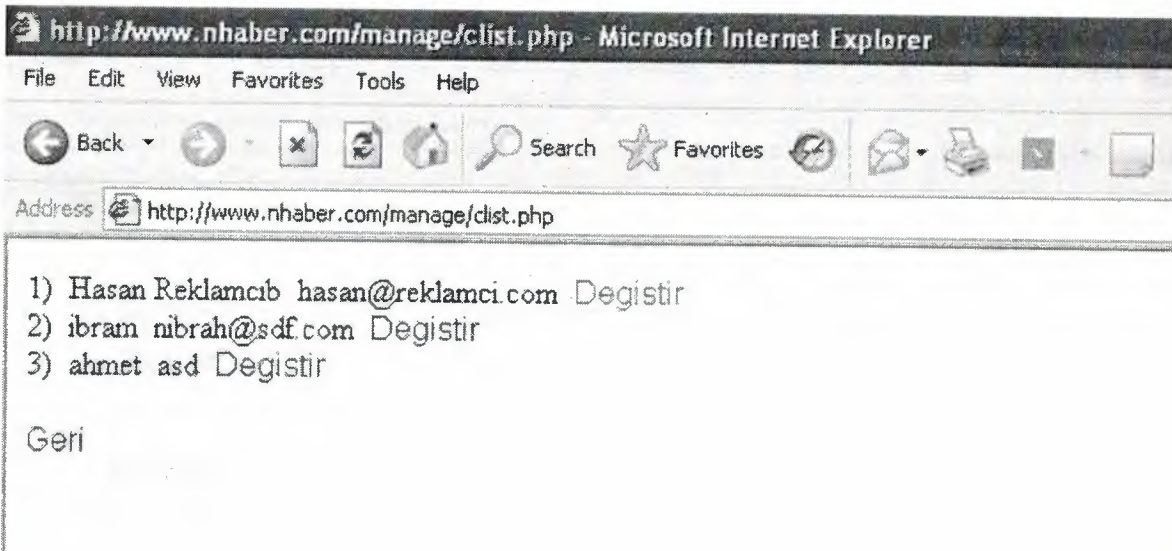 http://www.nhaber.com/manage/clist.php - Microsoft Internet Explorer
File Edit View Favorites Tools Help
Back Search Favorites
Address http://www.nhaber.com/manage/clist.php
1) Hasan Reklamcıb hasan@reklamci.com Degistir
2) ibram nibrah@sdf.com Degistir
3) ahmet asd Degistir
Geri